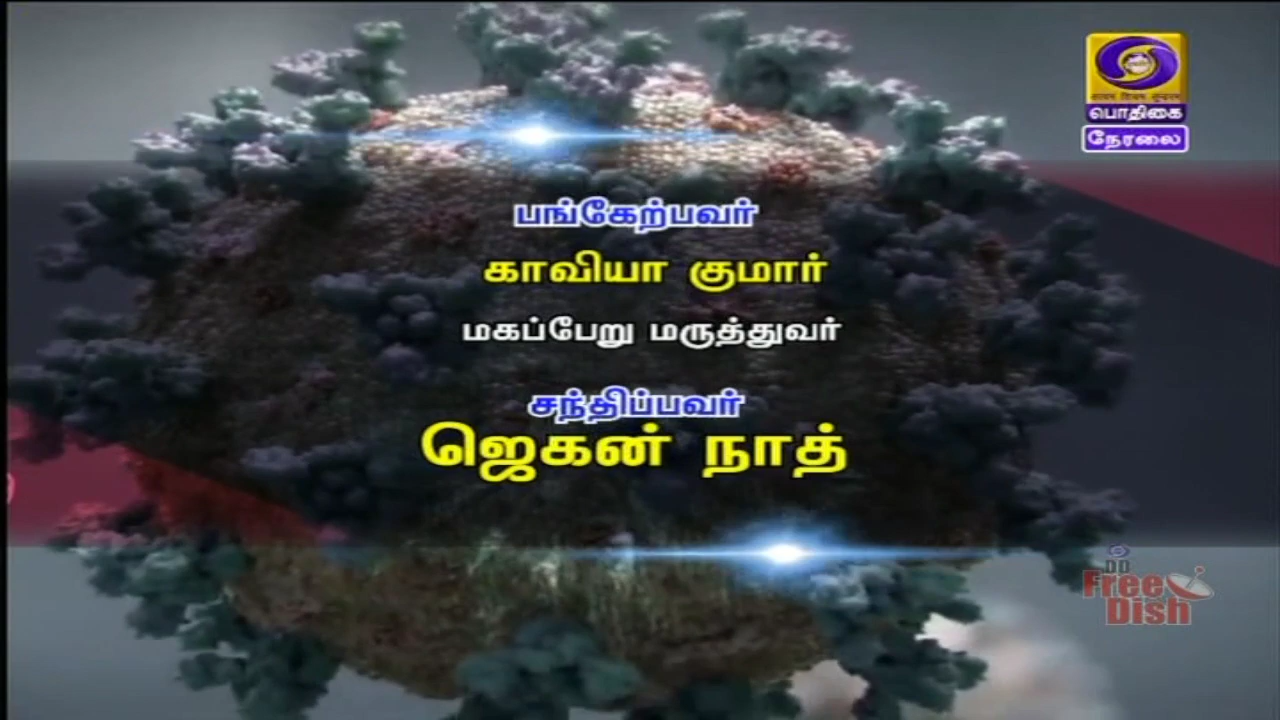 பொதிகை
நேரலை
பங்கேற்பவர்
காவியா குமார்
மகப்பேறு மருத்துவர்
சந்திப்பவர்
ஜெகன் நாத்
DD
Free
Dish